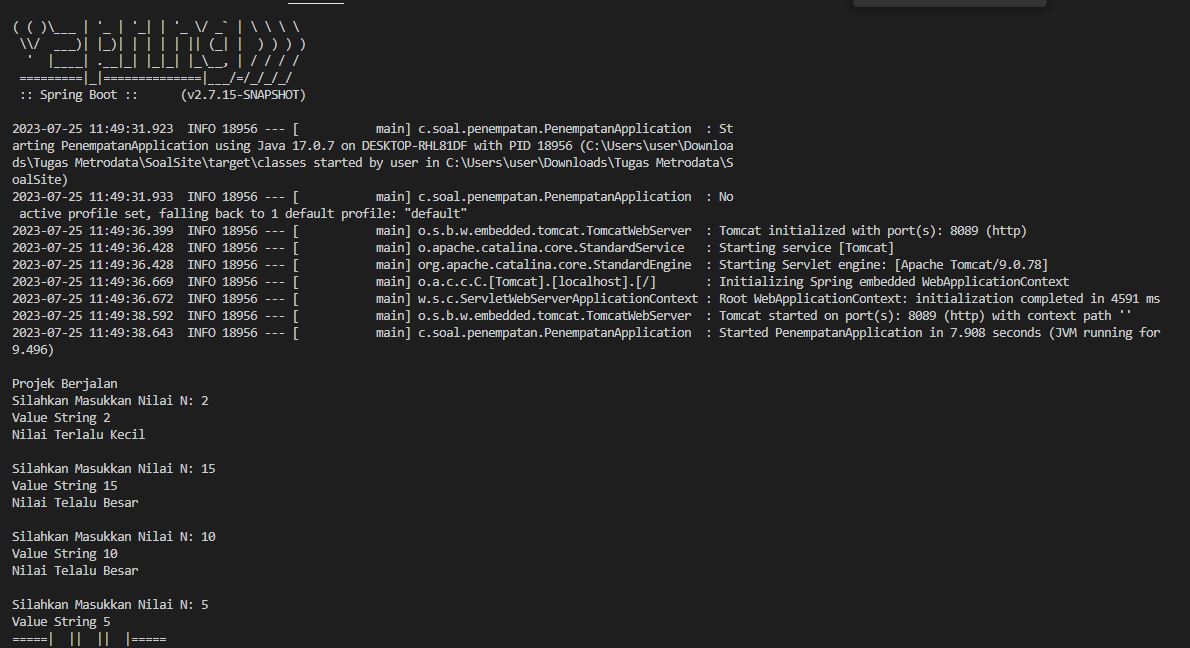 ( ( )\___ | '_ | '_| | '_ \/ _` | \ \ \ \
 \\/  ___)| |_)| | | | | || (_| |  ) ) ) )
  '  |____| .__|_| |_|_| |_\__, | / / / /
 =========|_|==============|___/=/_/_/_/
 :: Spring Boot ::      (v2.7.15-SNAPSHOT)
2023-07-25 11:49:31.923  INFO 18956 --- [           main] c.soal.penempatan.PenempatanApplication  : St
arting PenempatanApplication using Java 17.0.7 on DESKTOP-RHL81DF with PID 18956 (C:\Users\user\Downloa
ds\Tugas Metrodata\SoalSite\target\classes started by user in C:\Users\user\Downloads\Tugas Metrodata\S
oalSite)
2023-07-25 11:49:31.933  INFO 18956 --- [           main] c.soal.penempatan.PenempatanApplication  : No
 active profile set, falling back to 1 default profile: "default"
2023-07-25 11:49:36.399  INFO 18956 --- [           main] o.s.b.w.embedded.tomcat.TomcatWebServer  : Tomcat initialized with port(s): 8089 (http)
2023-07-25 11:49:36.428  INFO 18956 --- [           main] o.apache.catalina.core.StandardService   : Starting service [Tomcat]
2023-07-25 11:49:36.428  INFO 18956 --- [           main] org.apache.catalina.core.StandardEngine  : Starting Servlet engine: [Apache Tomcat/9.0.78]
2023-07-25 11:49:36.669  INFO 18956 --- [           main] o.a.c.c.C.[Tomcat].[localhost].[/]       : Initializing Spring embedded WebApplicationContext
2023-07-25 11:49:36.672  INFO 18956 --- [           main] w.s.c.ServletWebServerApplicationContext : Root WebApplicationContext: initialization completed in 4591 ms
2023-07-25 11:49:38.592  INFO 18956 --- [           main] o.s.b.w.embedded.tomcat.TomcatWebServer  : Tomcat started on port(s): 8089 (http) with context path ''
2023-07-25 11:49:38.643  INFO 18956 --- [           main] c.soal.penempatan.PenempatanApplication  : Started PenempatanApplication in 7.908 seconds (JVM running for
9.496)
Projek Berjalan
Silahkan Masukkan Nilai N: 2
Value String 2
Nilai Terlalu Kecil
Silahkan Masukkan Nilai N: 15
Value String 15
Nilai Telalu Besar
Silahkan Masukkan Nilai N: 10
Value String 10
Nilai Telalu Besar
Silahkan Masukkan Nilai N: 5
Value String 5
=====|  ||  ||  |=====